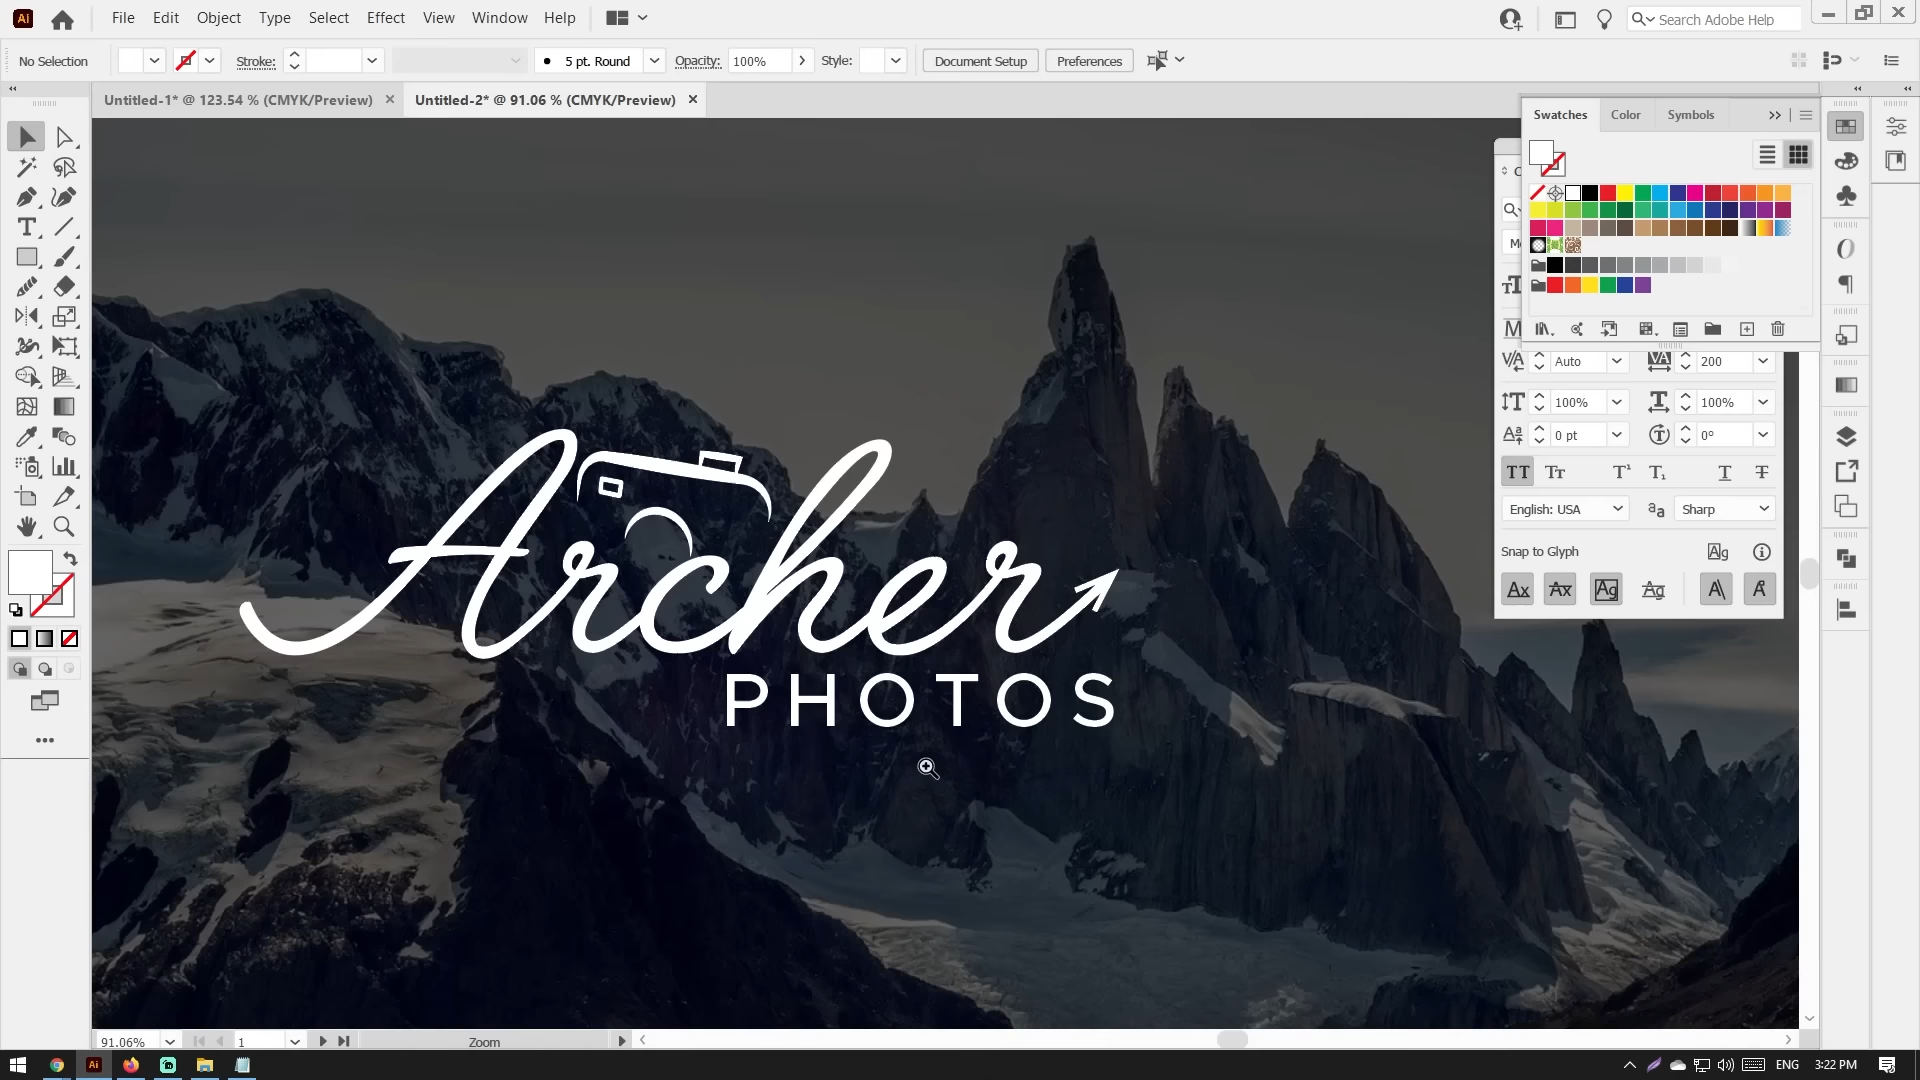 Ai File Edit Object Type Select Effect View Window Help Search Adobe Help
No Selection Stroke: 5 pt. Round Opacity: 100% Style: Document Setup Preferences
Untitled-1* @ 123.54 % (CMYK/Preview) × Untitled-2* @ 91.06 % (CMYK/Preview) ×
Swatches Color Symbols
Auto 200
100% 100%
0 pt 0°
English: USA Sharp
Snap to Glyph
Archer
PHOTOS
91.06% 1 Zoom
Ai ENG 3:22 PM